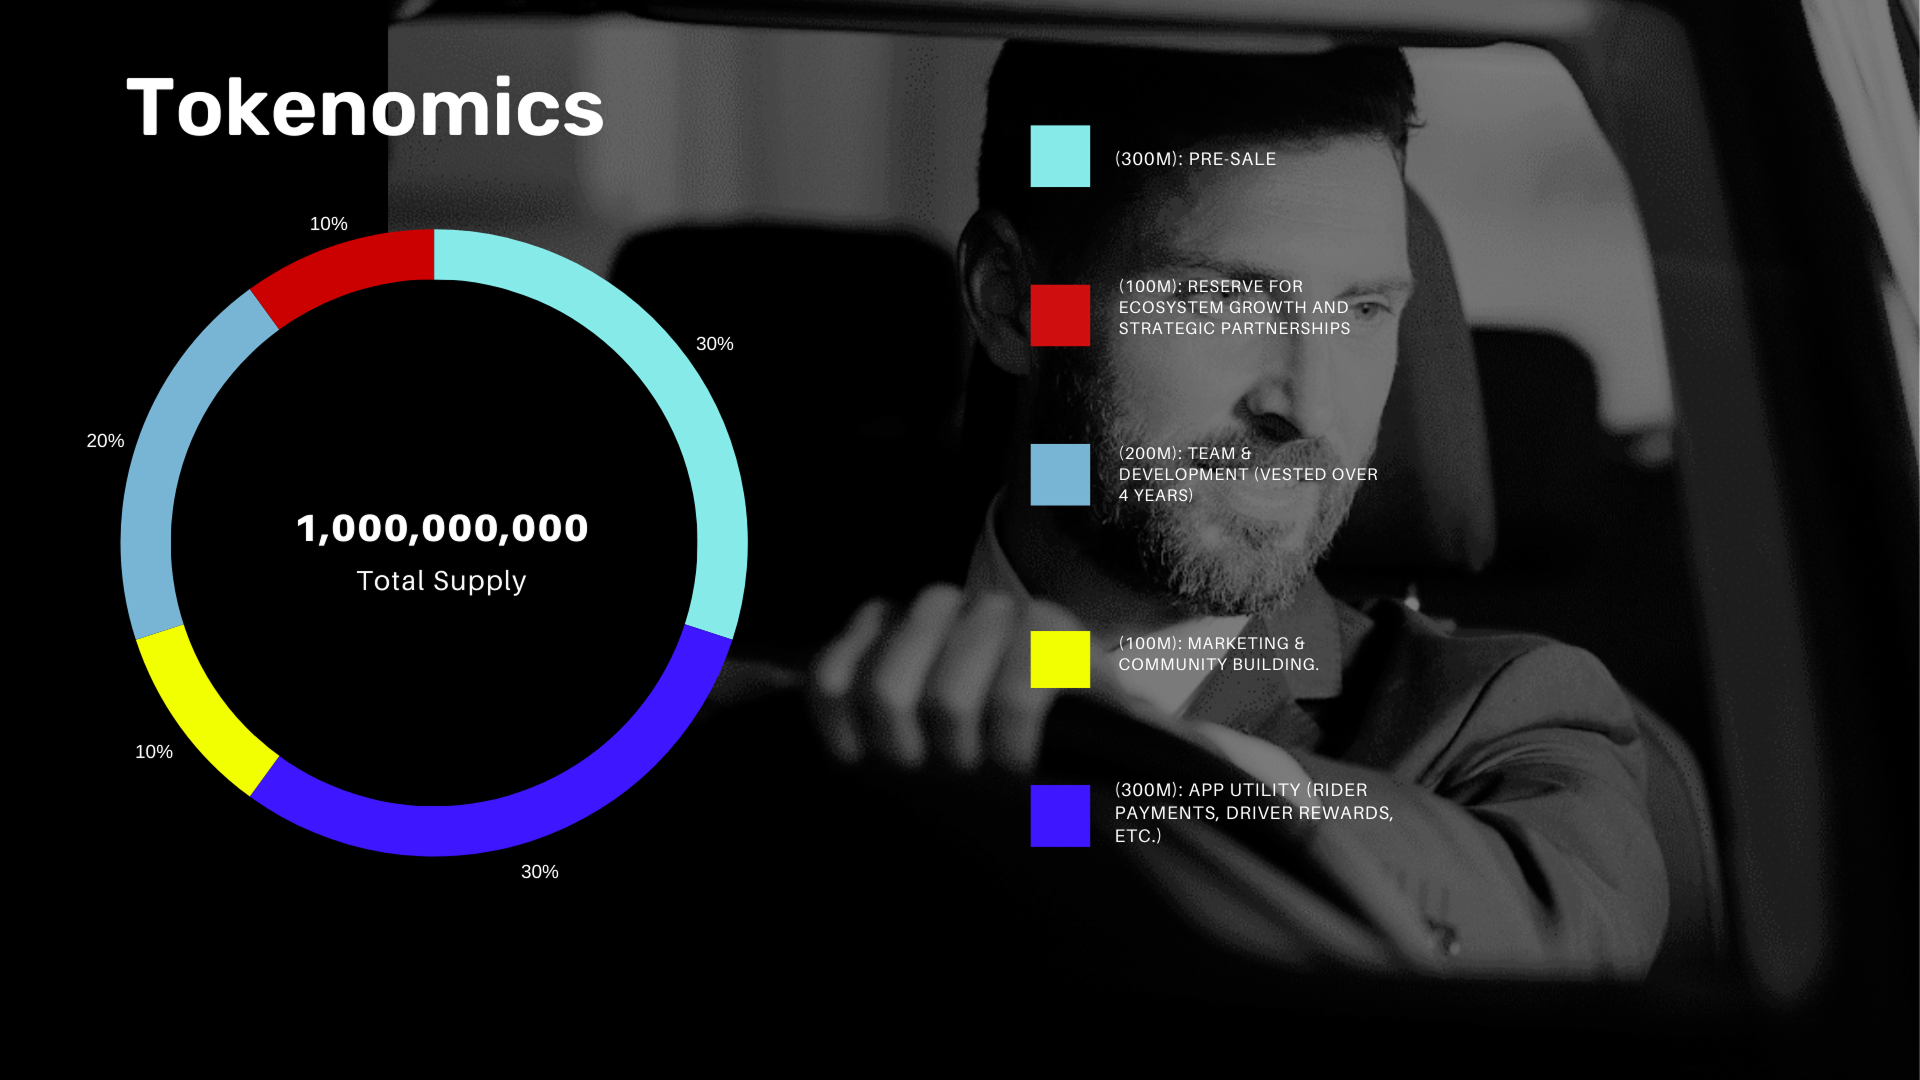 Tokenomics
10%
30%
20%
10%
30%
1,000,000,000
Total Supply
(300M): PRE-SALE
(100M): RESERVE FOR
ECOSYSTEM GROWTH AND
STRATEGIC PARTNERSHIPS
(200M): TEAM &
DEVELOPMENT (VESTED OVER
4 YEARS)
(100M): MARKETING &
COMMUNITY BUILDING.
(300M): APP UTILITY (RIDER
PAYMENTS, DRIVER REWARDS,
ETC.)